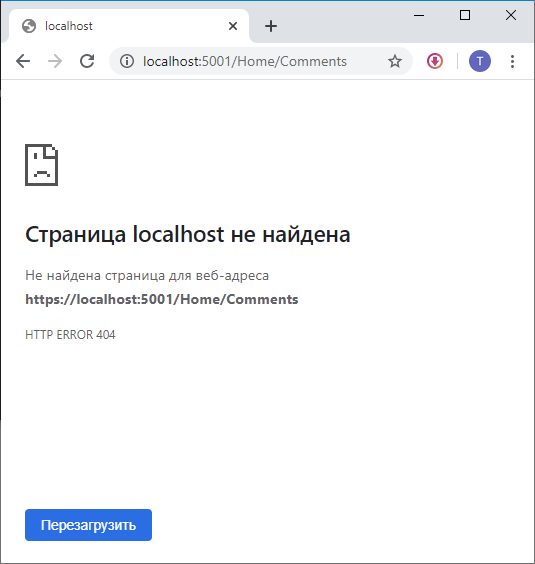 localhost
localhost:5001/Home/Comments
T
Страница localhost не найдена
Не найдена страница для веб-адреса
https://localhost:5001/Home/Comments
HTTP ERROR 404
Перезагрузить